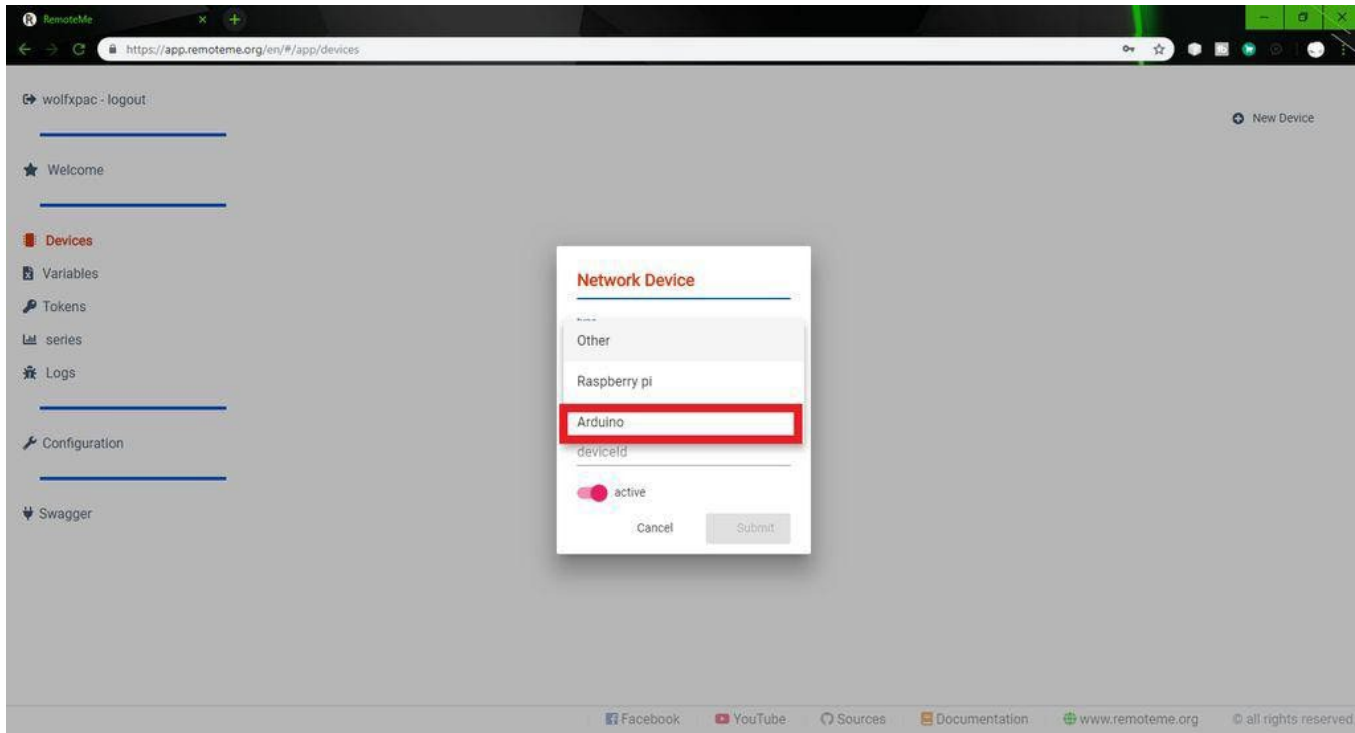 RemoteMe
https://app.remoteme.org/en/#/app/devices
wolfxpac - logout
New Device
Welcome
Devices
Variables
Tokens
series
Logs
Configuration
Swagger
Network Device
Other
Raspberry pi
Arduino
deviceId
active
Cancel
Submit
Facebook
YouTube
Sources
Documentation
www.remoteme.org
© all rights reserved